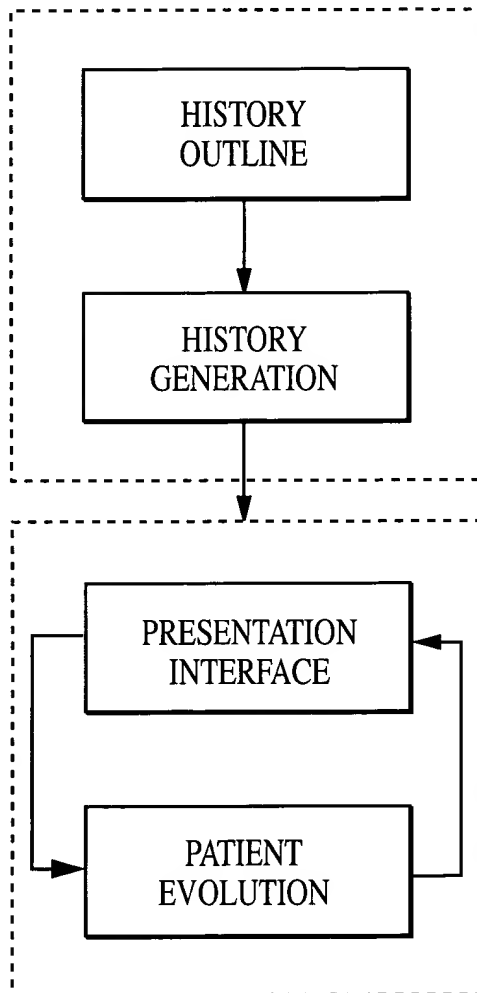 HISTORY
OUTLINE
HISTORY
GENERATION
PRESENTATION
INTERFACE
PATIENT
EVOLUTION